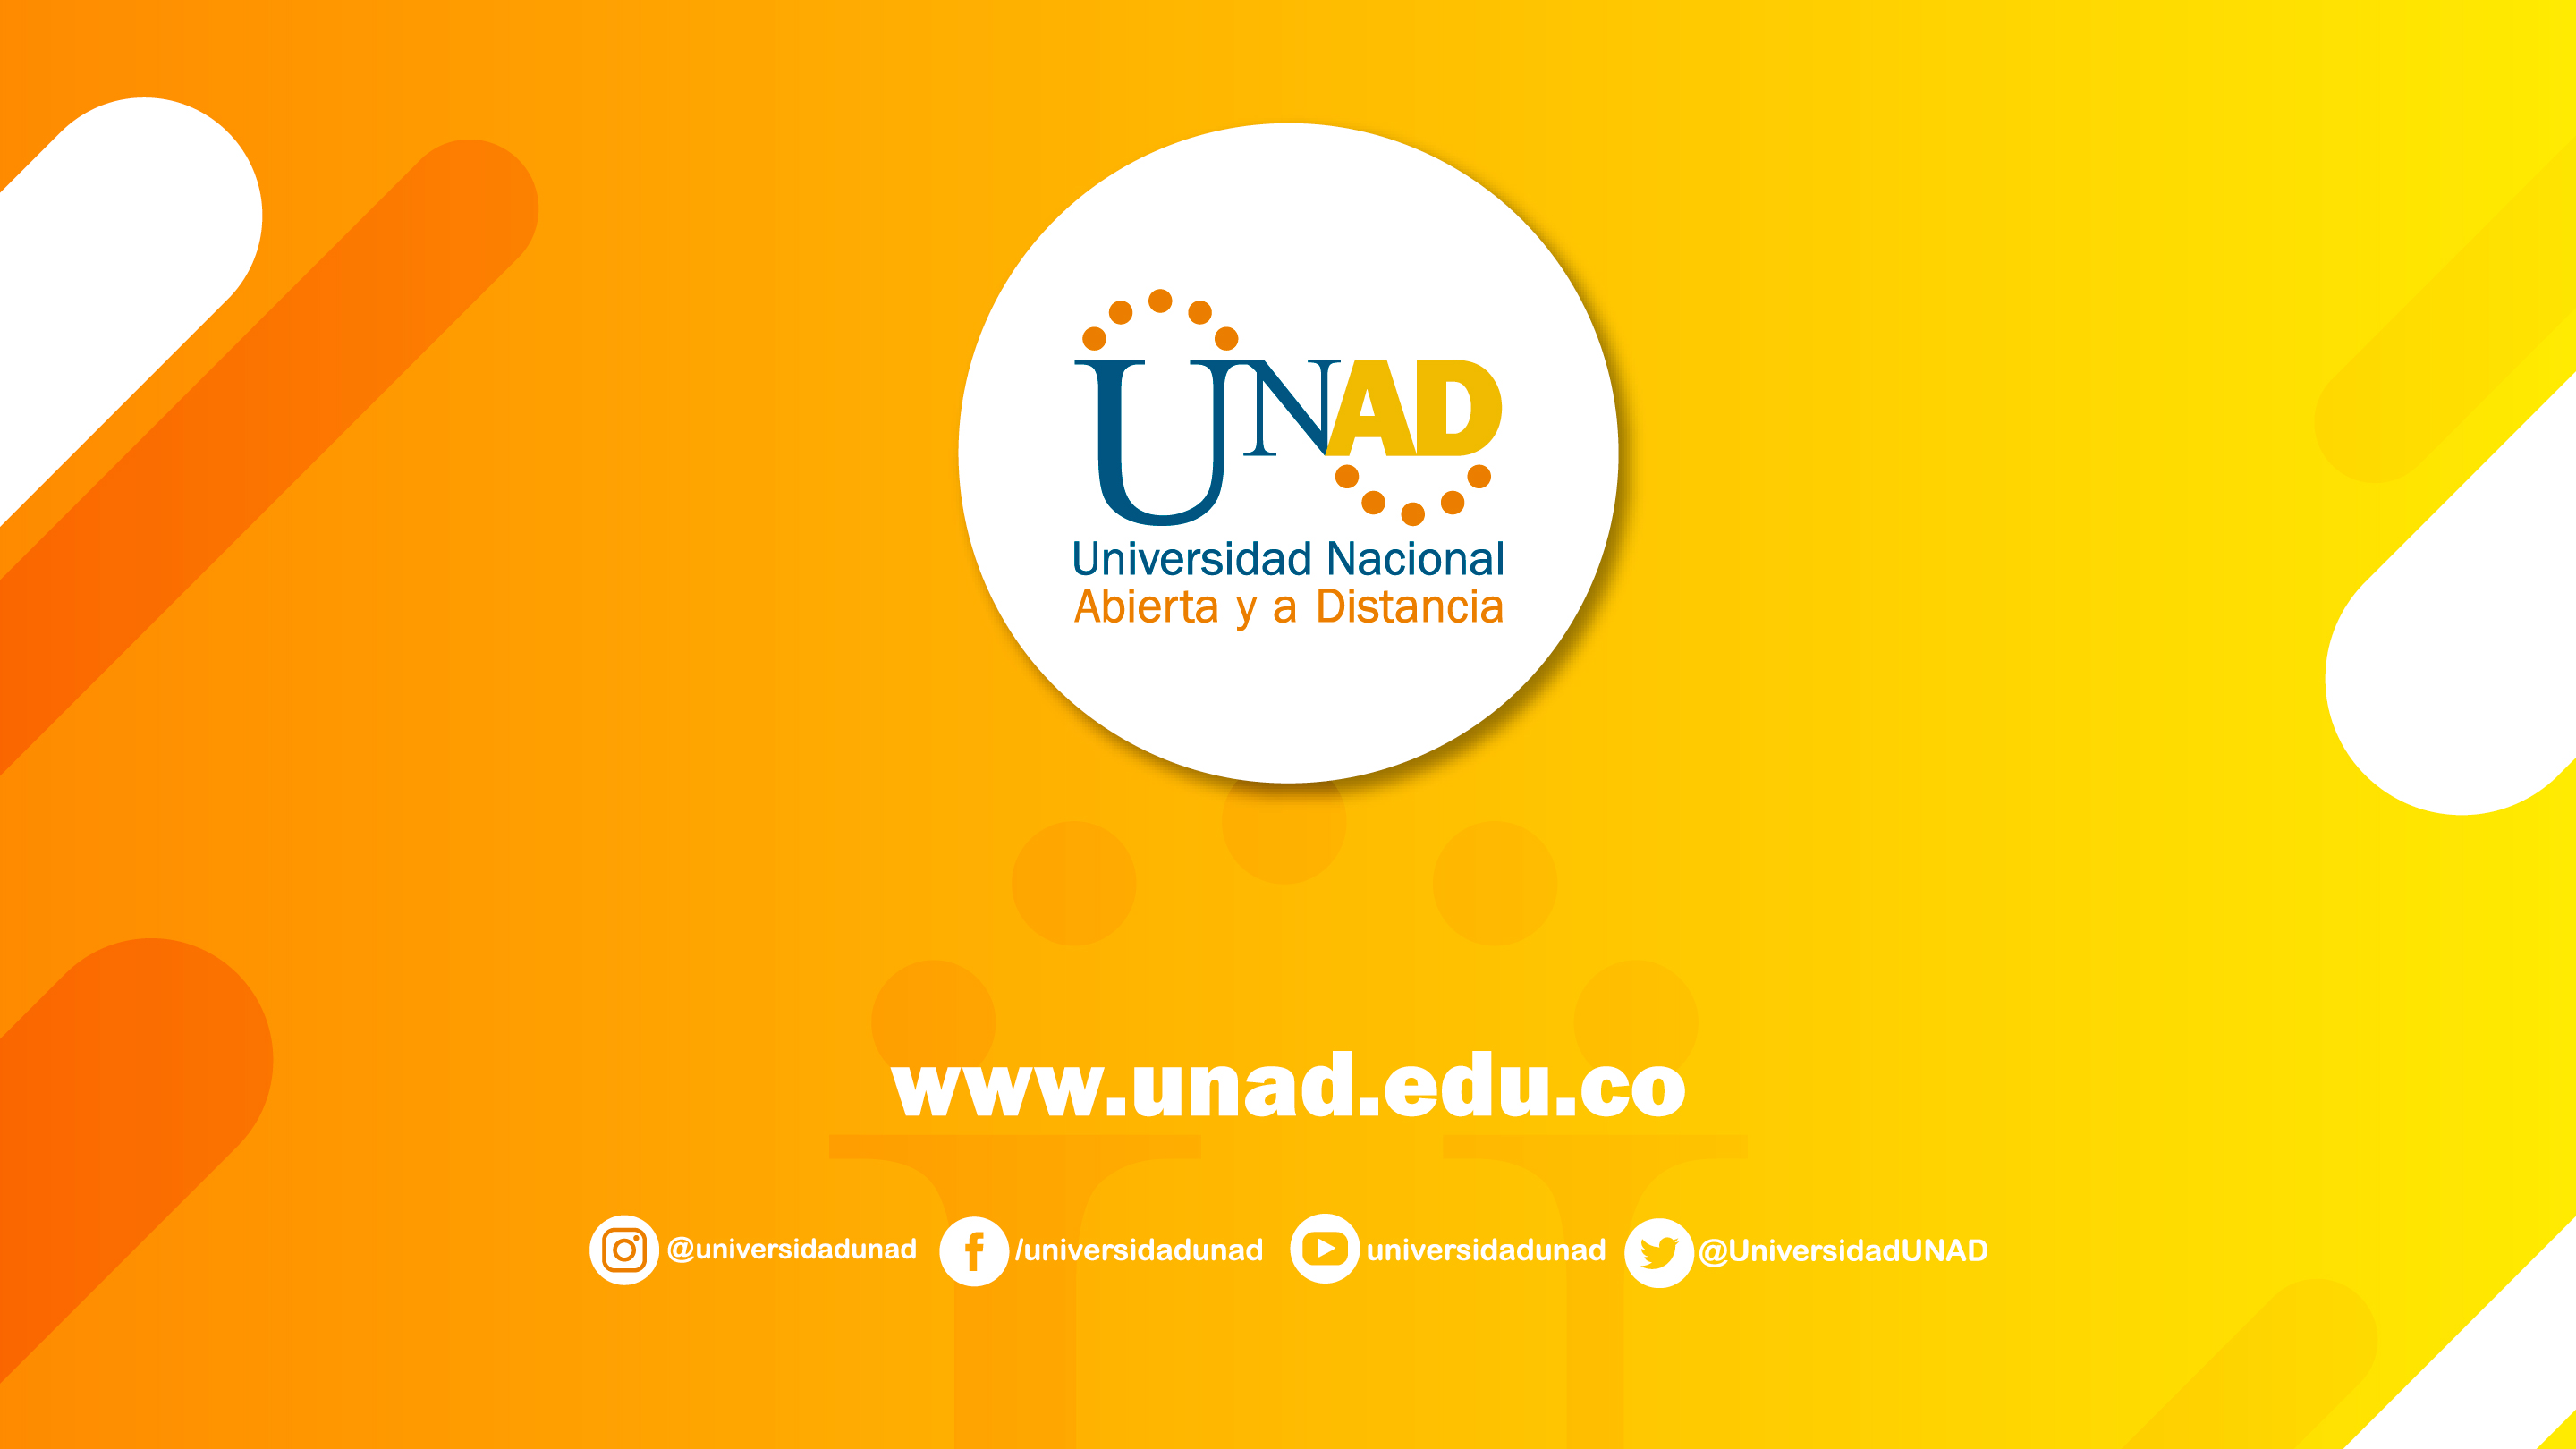 UNAD
Universidad Nacional
Abierta y a Distancia
www.unad.edu.co
@universidadunad /universidadunad universidadunad @UniversidadUNAD